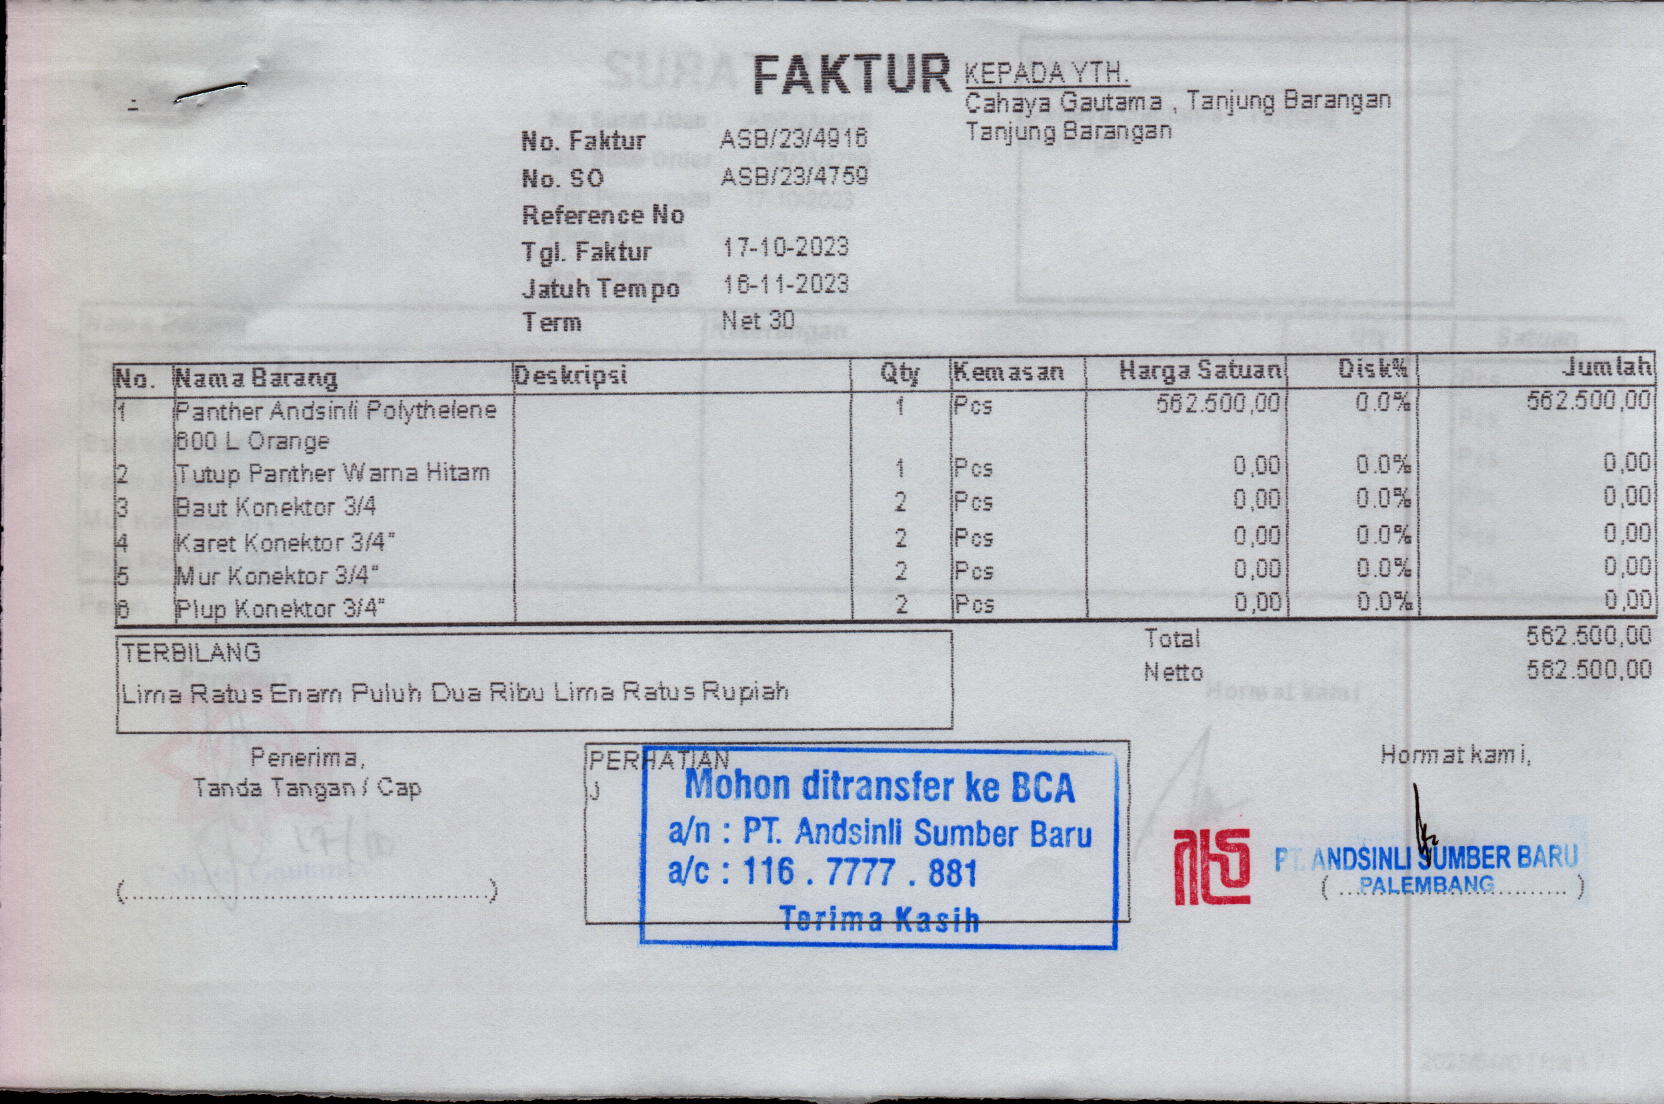 FAKTUR
KEPADA YTH.
Cahaya Gautama , Tanjung Barangan
Tanjung Barangan
No. Faktur ASB/23/4916
No. SO ASB/23/4759
Reference No
Tgl. Faktur 17-10-2023
Jatuh Tempo 16-11-2023
Term Net 30
No. Nama Barang Deskripsi Qty Kemasan Harga Satuan Disk% Jumlah
1 Panther Andsinli Polythelene 1 Pcs 562.500,00 0.0% 562.500,00
600 L Orange
2 Tutup Panther Warna Hitam 1 Pcs 0,00 0.0% 0,00
3 Baut Konektor 3/4 2 Pcs 0,00 0.0% 0,00
4 Karet Konektor 3/4" 2 Pcs 0,00 0.0% 0,00
5 Mur Konektor 3/4" 2 Pcs 0,00 0.0% 0,00
6 Plup Konektor 3/4" 2 Pcs 0,00 0.0% 0,00
Total 562.500,00
Netto 562.500,00
TERBILANG
Lima Ratus Enam Puluh Dua Ribu Lima Ratus Rupiah
Penerima,
Tanda Tangan / Cap
(..............................................)
PERHATIAN
J
Mohon ditransfer ke BCA
a/n : PT. Andsinli Sumber Baru
a/c : 116 . 7777 . 881
Terima Kasih
Hormat kami,
PT. ANDSINLI SUMBER BARU
PALEMBANG